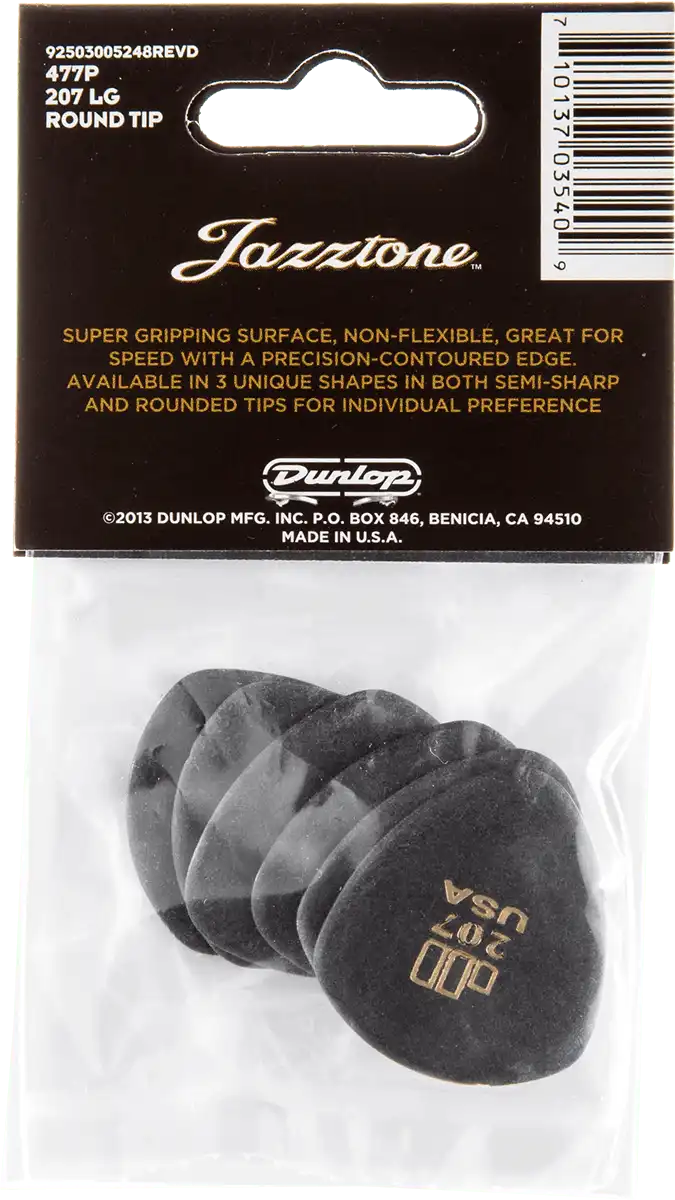 92503005248REVD
477P
207 LG
ROUND TIP
7 10137 03540 9
Jazztone™
SUPER GRIPPING SURFACE, NON-FLEXIBLE, GREAT FOR
SPEED WITH A PRECISION-CONTOURED EDGE.
AVAILABLE IN 3 UNIQUE SHAPES IN BOTH SEMI-SHARP
AND ROUNDED TIPS FOR INDIVIDUAL PREFERENCE
Dunlop
©2013 DUNLOP MFG. INC. P.O. BOX 846, BENICIA, CA 94510
MADE IN U.S.A.
207
USA